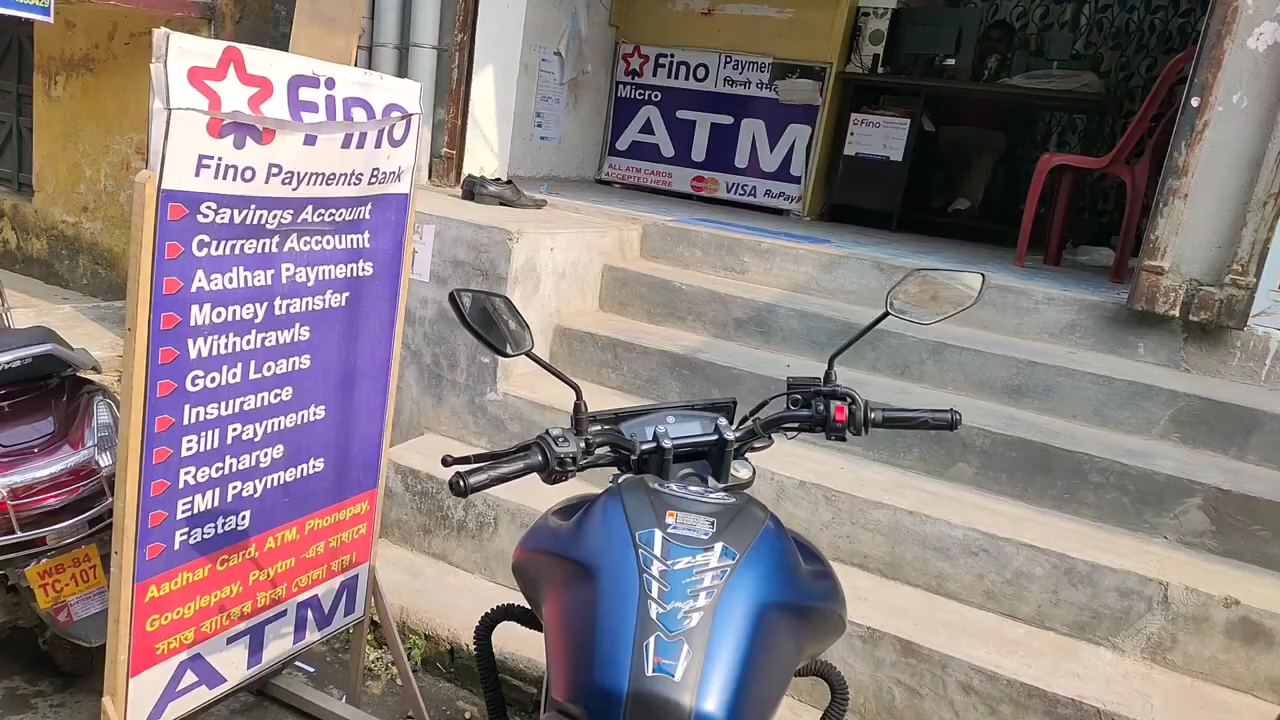 Fino
Fino Payments Bank
Savings Account
Current Accoumt
Aadhar Payments
Money transfer
Withdrawls
Gold Loans
Insurance
Bill Payments
Recharge
EMI Payments
Fastag
Aadhar Card, ATM, Phonepay,
Googlepay, Paytm -এর মাধ্যমে
সমস্ত ব্যাঙ্কের টাকা তোলা যায়।
ATM
WB-84
TC-107
Fino
फिनो
Micro
ATM
ALL ATM CARDS
ACCEPTED HERE
VISA
RuPay
Fino
FZ